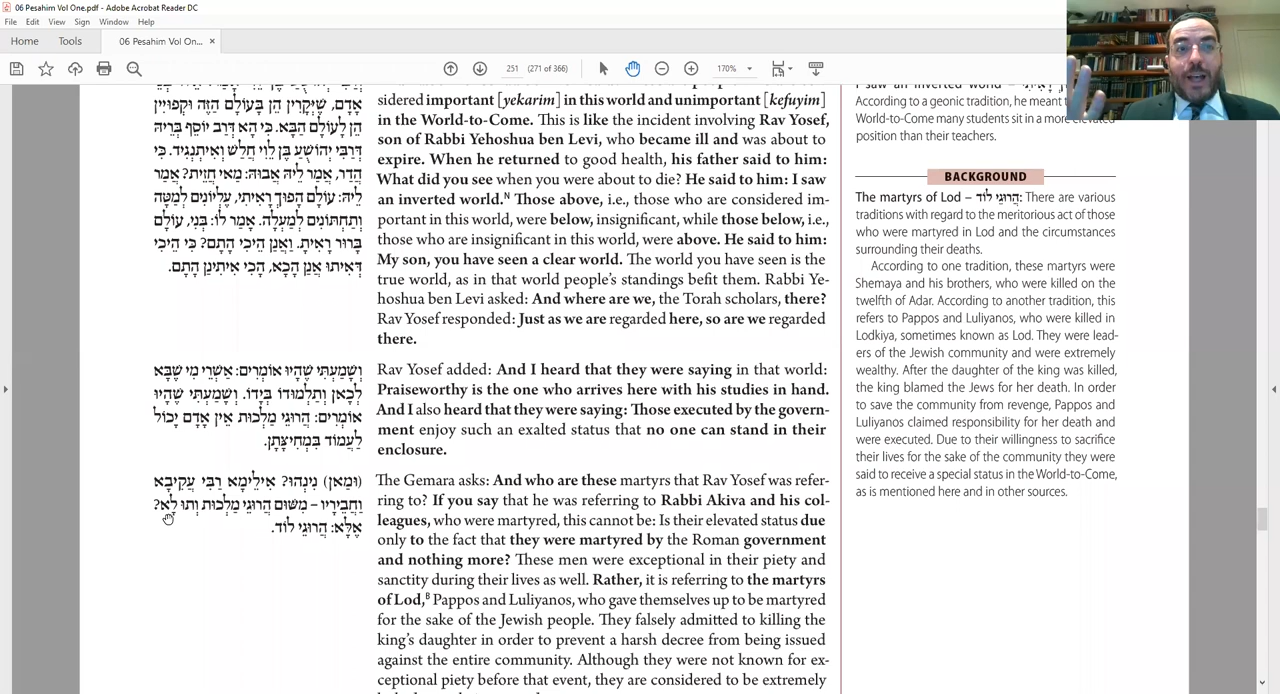 06 Pesahim Vol One.pdf - Adobe Acrobat Reader DC
File Edit View Sign Window Help
Home Tools 06 Pesahim Vol On... ×
251 (271 of 366) 170%
אָדָם, שֶׁיְּקָרִין הֵן בָּעוֹלָם הַזֶּה וּקְפוּיִין
הֵן לָעוֹלָם הַבָּא. כִּי הָא דְּרַב יוֹסֵף בְּרֵיהּ
דְּרַבִּי יְהוֹשֻׁעַ בֶּן לֵוִי חֲלַשׁ וְאִיתְנְגִיד. כִּי
הֲדַר, אֲמַר לֵיהּ אֲבוּהּ: מַאי חֲזֵית? אֲמַר
לֵיהּ: עוֹלָם הָפוּךְ רָאִיתִי, עֶלְיוֹנִים לְמַטָּה
וְתַחְתּוֹנִים לְמַעְלָה. אָמַר לוֹ: בְּנִי, עוֹלָם
בָּרוּר רָאִיתָ. וַאֲנַן הֵיכִי הָתָם? כִּי הֵיכִי
דְּאִיתוּ אֲנַן הָכָא, הָכִי אִיתִינַן הָתָם.
וְשָׁמַעְתִּי שֶׁהָיוּ אוֹמְרִים: אַשְׁרֵי מִי שֶׁבָּא
לְכָאן וְתַלְמוּדוֹ בְּיָדוֹ. וְשָׁמַעְתִּי שֶׁהָיוּ
אוֹמְרִים: הֲרוּגֵי מַלְכוּת אֵין אָדָם יָכוֹל
לַעֲמוֹד בִּמְחִיצָתָן.
(וּמַאן) נִינְהוּ? אִילֵּימָא רַבִּי עֲקִיבָא
וַחֲבֵירָיו – מִשּׁוּם הֲרוּגֵי מַלְכוּת וְתוּ לָא?
אֶלָּא: הֲרוּגֵי לוֹד.
sidered important [yekarim] in this world and unimportant [kefuyim]
in the World-to-Come. This is like the incident involving Rav Yosef,
son of Rabbi Yehoshua ben Levi, who became ill and was about to
expire. When he returned to good health, his father said to him:
What did you see when you were about to die? He said to him: I saw
an inverted world.N Those above, i.e., those who are considered im-
portant in this world, were below, insignificant, while those below, i.e.,
those who are insignificant in this world, were above. He said to him:
My son, you have seen a clear world. The world you have seen is the
true world, as in that world people's standings befit them. Rabbi Ye-
hoshua ben Levi asked: And where are we, the Torah scholars, there?
Rav Yosef responded: Just as we are regarded here, so are we regarded
there.
Rav Yosef added: And I heard that they were saying in that world:
Praiseworthy is the one who arrives here with his studies in hand.
And I also heard that they were saying: Those executed by the govern-
ment enjoy such an exalted status that no one can stand in their
enclosure.
The Gemara asks: And who are these martyrs that Rav Yosef was refer-
ring to? If you say that he was referring to Rabbi Akiva and his col-
leagues, who were martyred, this cannot be: Is their elevated status due
only to the fact that they were martyred by the Roman government
and nothing more? These men were exceptional in their piety and
sanctity during their lives as well. Rather, it is referring to the martyrs
of Lod,B Pappos and Luliyanos, who gave themselves up to be martyred
for the sake of the Jewish people. They falsely admitted to killing the
king's daughter in order to prevent a harsh decree from being issued
against the entire community. Although they were not known for ex-
ceptional piety before that event, they are considered to be extremely
According to a geonic tradition, he meant
World-to-Come many students sit in a more elevated
position than their teachers.
BACKGROUND
The martyrs of Lod – הֲרוּגֵי לוֹד: There are various
traditions with regard to the meritorious act of those
who were martyred in Lod and the circumstances
surrounding their deaths.
According to one tradition, these martyrs were
Shemaya and his brothers, who were killed on the
twelfth of Adar. According to another tradition, this
refers to Pappos and Luliyanos, who were killed in
Lodkiya, sometimes known as Lod. They were lead-
ers of the Jewish community and were extremely
wealthy. After the daughter of the king was killed,
the king blamed the Jews for her death. In order
to save the community from revenge, Pappos and
Luliyanos claimed responsibility for her death and
were executed. Due to their willingness to sacrifice
their lives for the sake of the community they were
said to receive a special status in the World-to-Come,
as is mentioned here and in other sources.